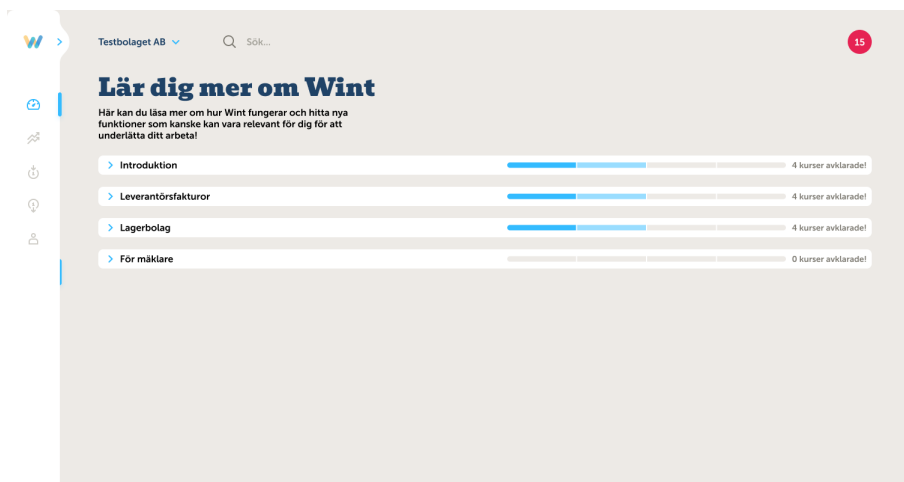 Testbolaget AB
Sök...
15
Lär dig mer om Wint
Här kan du läsa mer om hur Wint fungerar och hitta nya
funktioner som kanske kan vara relevant för dig för att
underlätta ditt arbeta!
Introduktion 4 kurser avklarade!
Leverantörsfakturor 4 kurser avklarade!
Lagerbolag 4 kurser avklarade!
För mäklare 0 kurser avklarade!